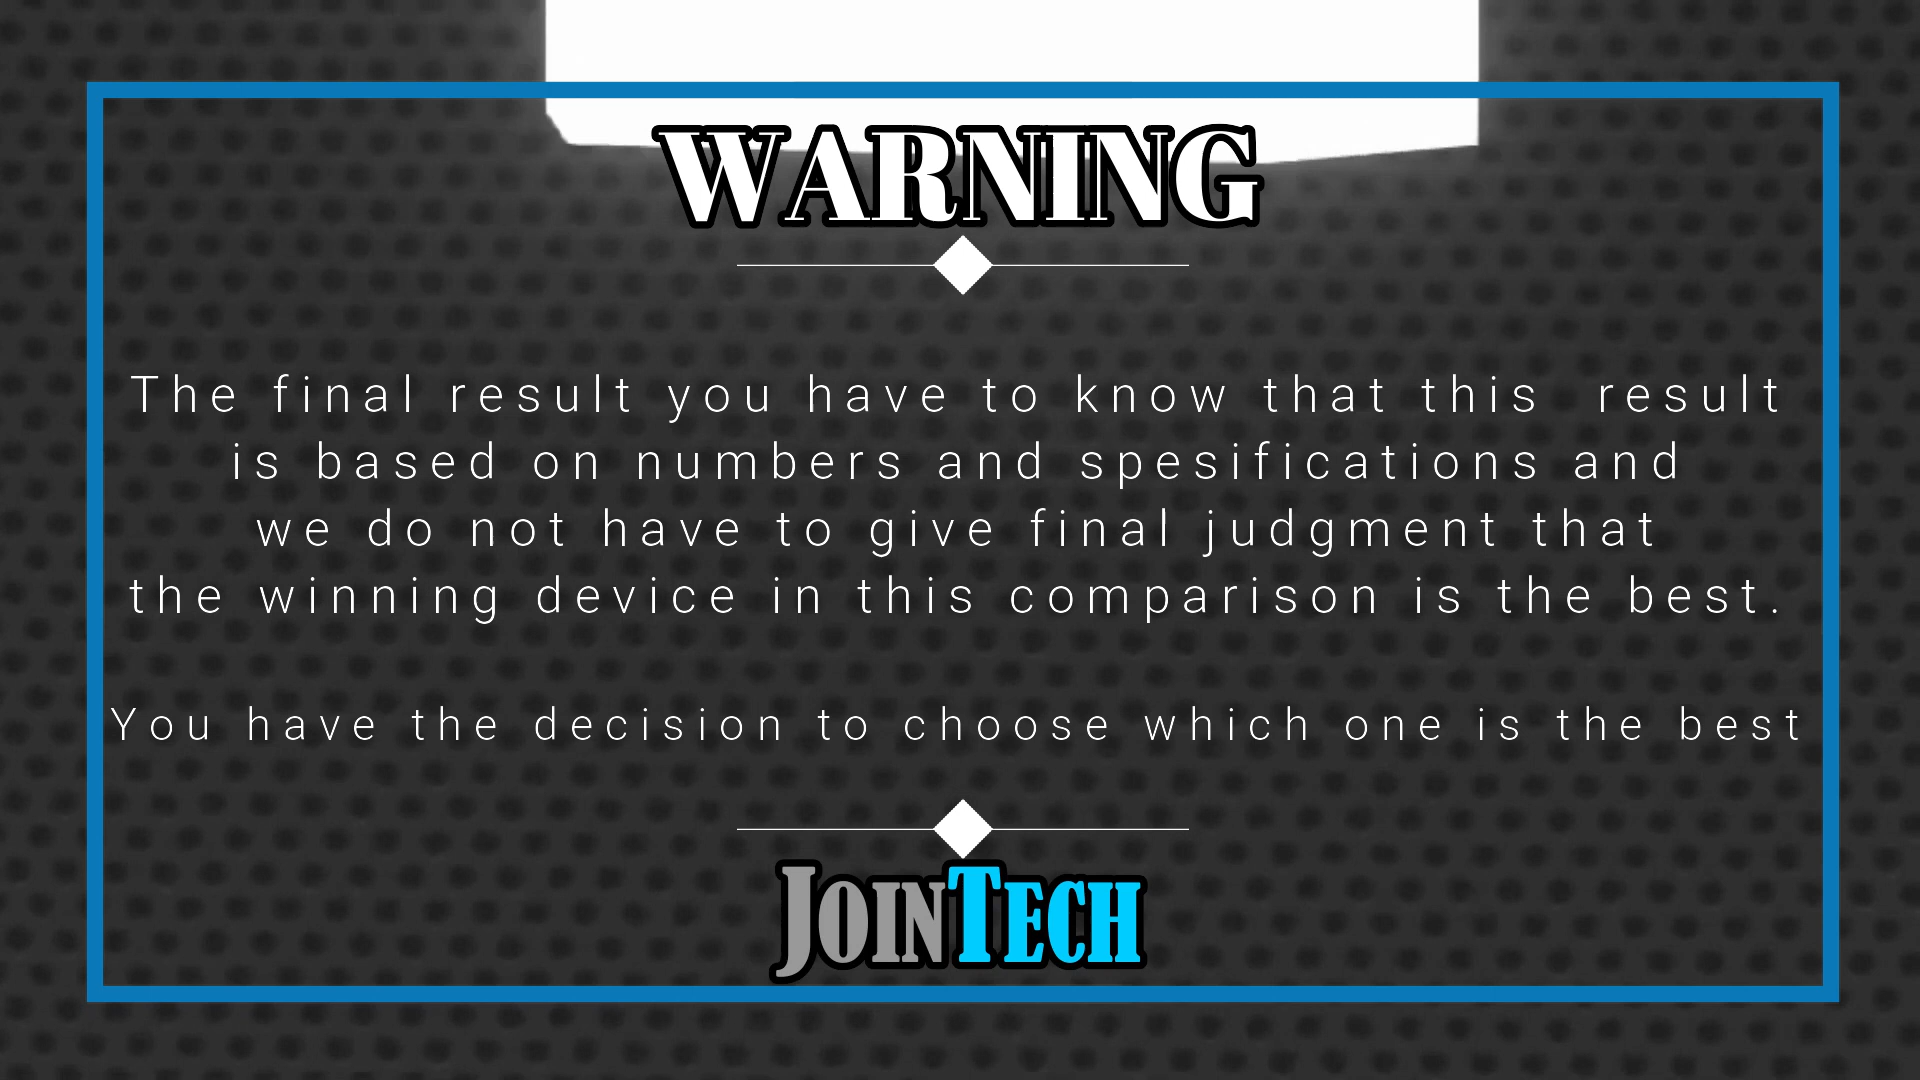 WARNING
The final result you have to know that this result
is based on numbers and spesifications and
we do not have to give final judgment that
the winning device in this comparison is the best.
You have the decision to choose which one is the best
JOINTECH